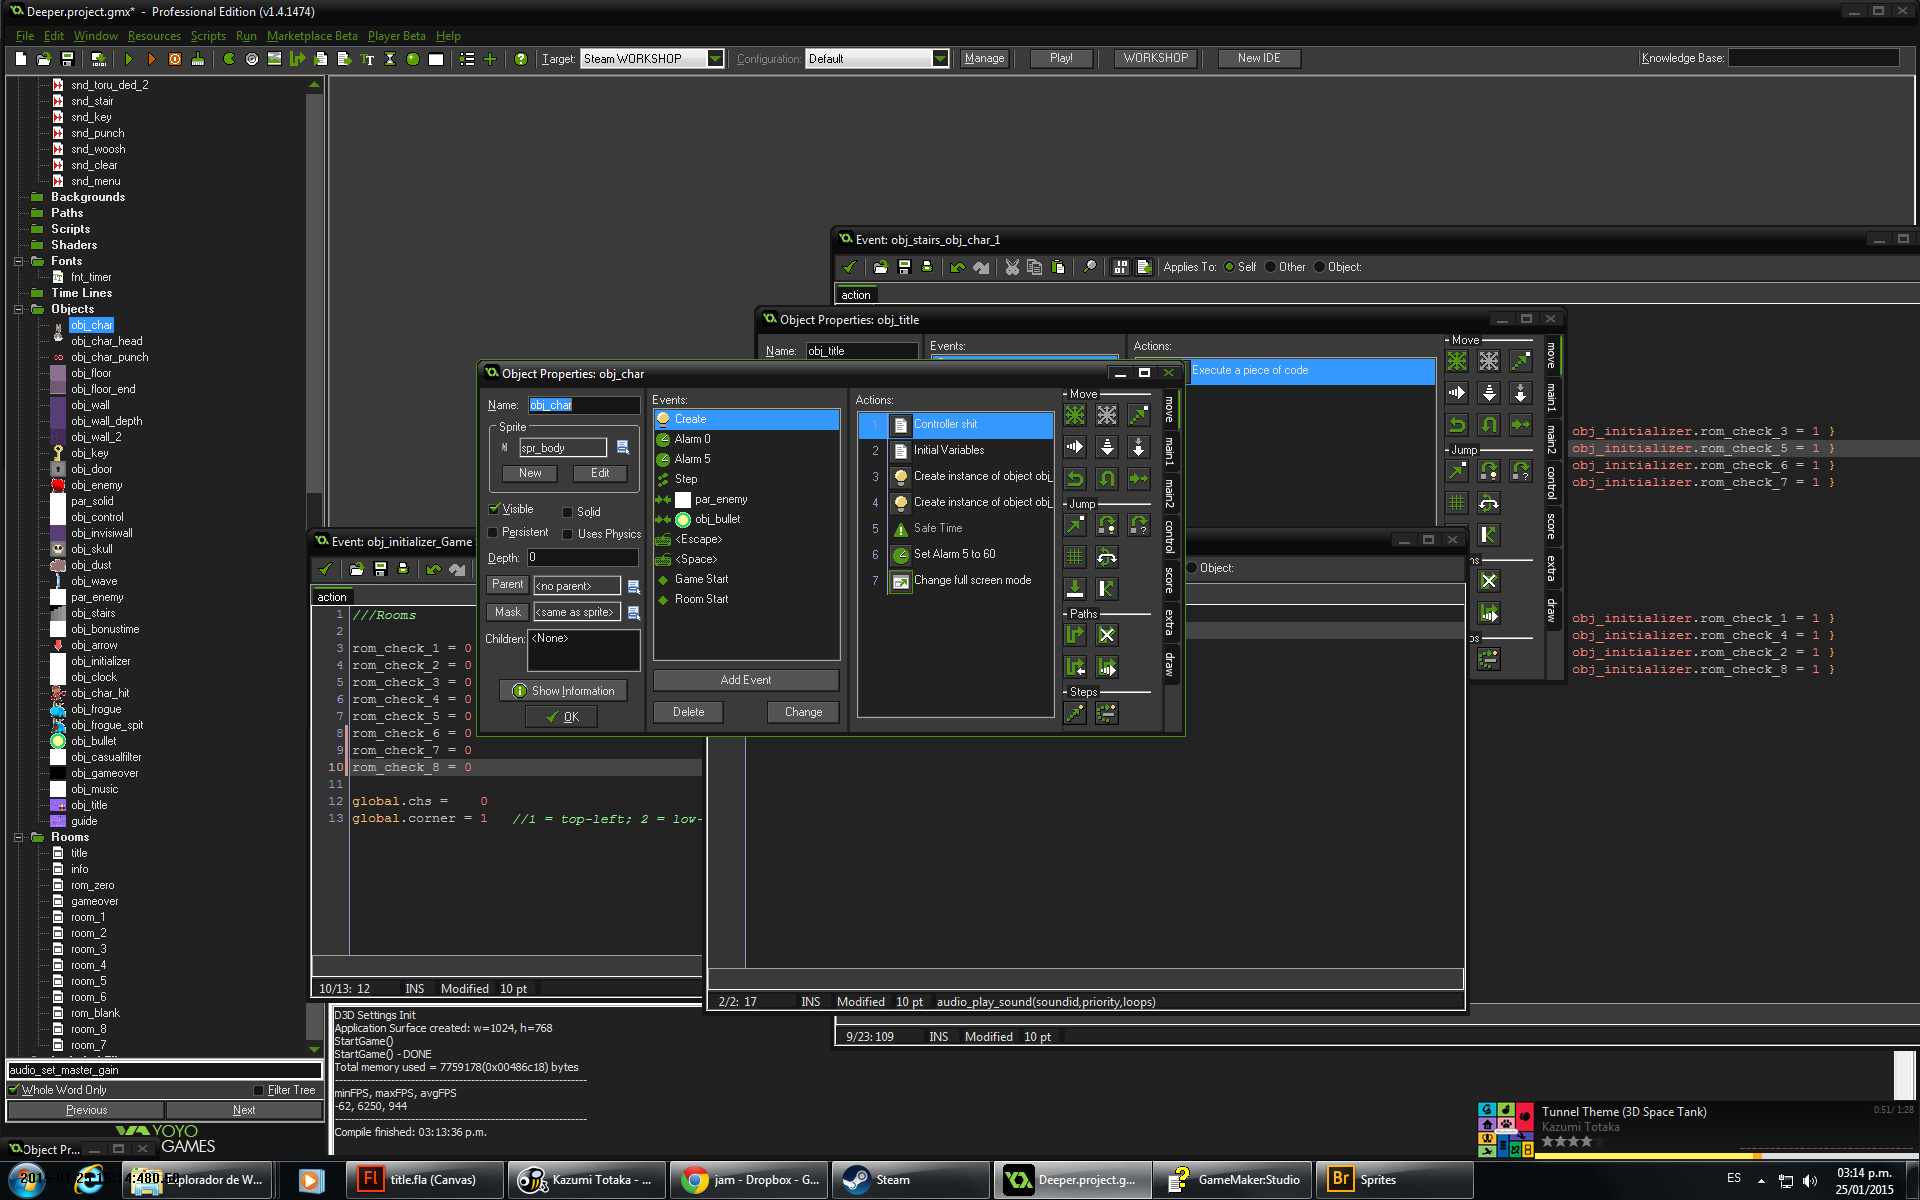 Deeper.project.gmx* - Professional Edition (v1.4.1474)
File Edit Window Resources Scripts Run Marketplace Beta Player Beta Help
Target: Steam WORKSHOP Configuration: Default Manage Play! WORKSHOP New IDE Knowledge Base:
snd_toru_ded_2
snd_stair
snd_key
snd_punch
snd_woosh
snd_clear
snd_menu
Backgrounds
Paths
Scripts
Shaders
Fonts
fnt_timer
Time Lines
Objects
obj_char
obj_char_head
obj_char_punch
obj_floor
obj_floor_end
obj_wall
obj_wall_depth
obj_wall_2
obj_key
obj_door
obj_enemy
par_solid
obj_control
obj_invisiwall
obj_skull
obj_dust
obj_wave
par_enemy
obj_stairs
obj_bonustime
obj_arrow
obj_initializer
obj_clock
obj_char_hit
obj_frogue
obj_frogue_spit
obj_bullet
obj_casualfilter
obj_gameover
obj_music
obj_title
guide
Rooms
title
info
rom_zero
gameover
room_1
room_2
room_3
room_4
room_5
room_6
rom_blank
room_8
room_7
audio_set_master_gain
Whole Word Only Filter Tree
Previous Next
YOYO GAMES
Event: obj_stairs_obj_char_1
Applies To: Self Other Object:
action
obj_initializer.rom_check_3 = 1 }
obj_initializer.rom_check_5 = 1 }
obj_initializer.rom_check_6 = 1 }
obj_initializer.rom_check_7 = 1 }
obj_initializer.rom_check_1 = 1 }
obj_initializer.rom_check_4 = 1 }
obj_initializer.rom_check_2 = 1 }
obj_initializer.rom_check_8 = 1 }
9/23: 109 INS Modified 10 pt
Object Properties: obj_title
Name: obj_title
Events:
Actions:
Execute a piece of code
Move
Jump
move
main1
main2
control
score
extra
draw
Object Properties: obj_char
Name: obj_char
Sprite
spr_body
New Edit
Visible Solid
Persistent Uses Physics
Depth: 0
Parent <no parent>
Mask <same as sprite>
Children: <None>
Show Information
OK
Events:
Create
Alarm 0
Alarm 5
Step
par_enemy
obj_bullet
<Escape>
<Space>
Game Start
Room Start
Add Event
Delete Change
Actions:
1 Controller shit
2 Initial Variables
3 Create instance of object obj_
4 Create instance of object obj_
5 Safe Time
6 Set Alarm 5 to 60
7 Change full screen mode
Move
Jump
Paths
Steps
move
main1
main2
control
score
extra
draw
Event: obj_initializer_Game
action
1 ///Rooms
2
3 rom_check_1 = 0
4 rom_check_2 = 0
5 rom_check_3 = 0
6 rom_check_4 = 0
7 rom_check_5 = 0
8 rom_check_6 = 0
9 rom_check_7 = 0
10 rom_check_8 = 0
11
12 global.chs = 0
13 global.corner = 1 //1 = top-left; 2 = low-
10/13: 12 INS Modified 10 pt
Object:
2/2: 17 INS Modified 10 pt audio_play_sound(soundid,priority,loops)
D3D Settings Init
Application Surface created: w=1024, h=768
StartGame()
StartGame() - DONE
Total memory used = 7759178(0x00486c18) bytes
minFPS, maxFPS, avgFPS
-62, 6250, 944
Compile finished: 03:13:36 p.m.
Tunnel Theme (3D Space Tank) 0:51/ 1:28
Kazumi Totaka
Object Pr...
Explorador de W...
title.fla (Canvas)
Kazumi Totaka - ...
jam - Dropbox - G...
Steam
Deeper.project.g...
GameMaker:Studio
Sprites
ES
03:14 p.m.
25/01/2015